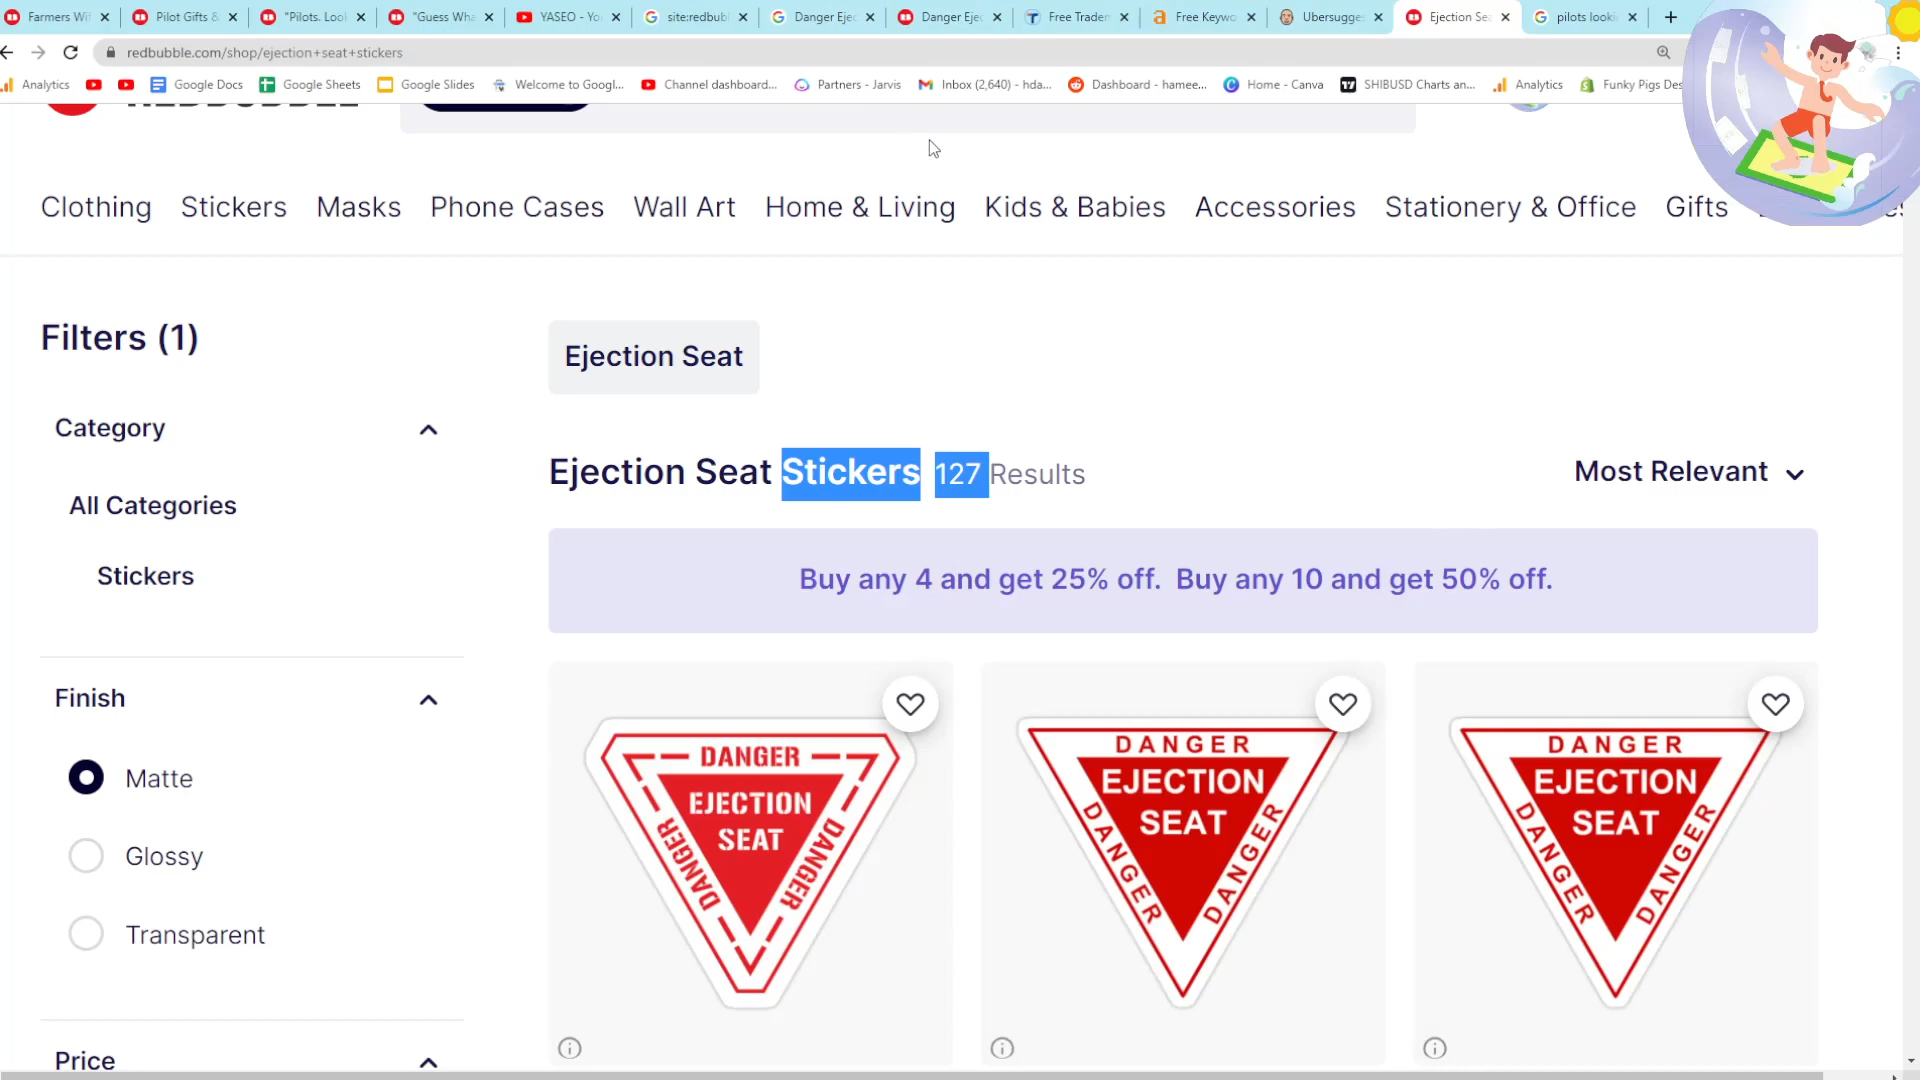 Farmers Wif
Pilot Gifts &
"Pilots. Lool
"Guess Wha
YASEO - Yo
site:redbubl
Danger Ejec
Danger Ejec
Free Tradem
Free Keywo
Ubersugges
Ejection Sea
pilots looki
redbubble.com/shop/ejection+seat+stickers
Analytics
Google Docs
Google Sheets
Google Slides
Welcome to Googl...
Channel dashboard...
Partners - Jarvis
Inbox (2,640) - hda...
Dashboard - hamee...
Home - Canva
SHIBUSD Charts an...
Analytics
Funky Pigs Des
REDBUBBLE
Clothing
Stickers
Masks
Phone Cases
Wall Art
Home & Living
Kids & Babies
Accessories
Stationery & Office
Gifts
Filters (1)
Category
All Categories
Stickers
Finish
Matte
Glossy
Transparent
Price
Ejection Seat
Ejection Seat Stickers 127 Results
Most Relevant
Buy any 4 and get 25% off. Buy any 10 and get 50% off.
DANGER
EJECTION
SEAT
DANGER
DANGER
DANGER
EJECTION
SEAT
DANGER
DANGER
DANGER
EJECTION
SEAT
DANGER
DANGER